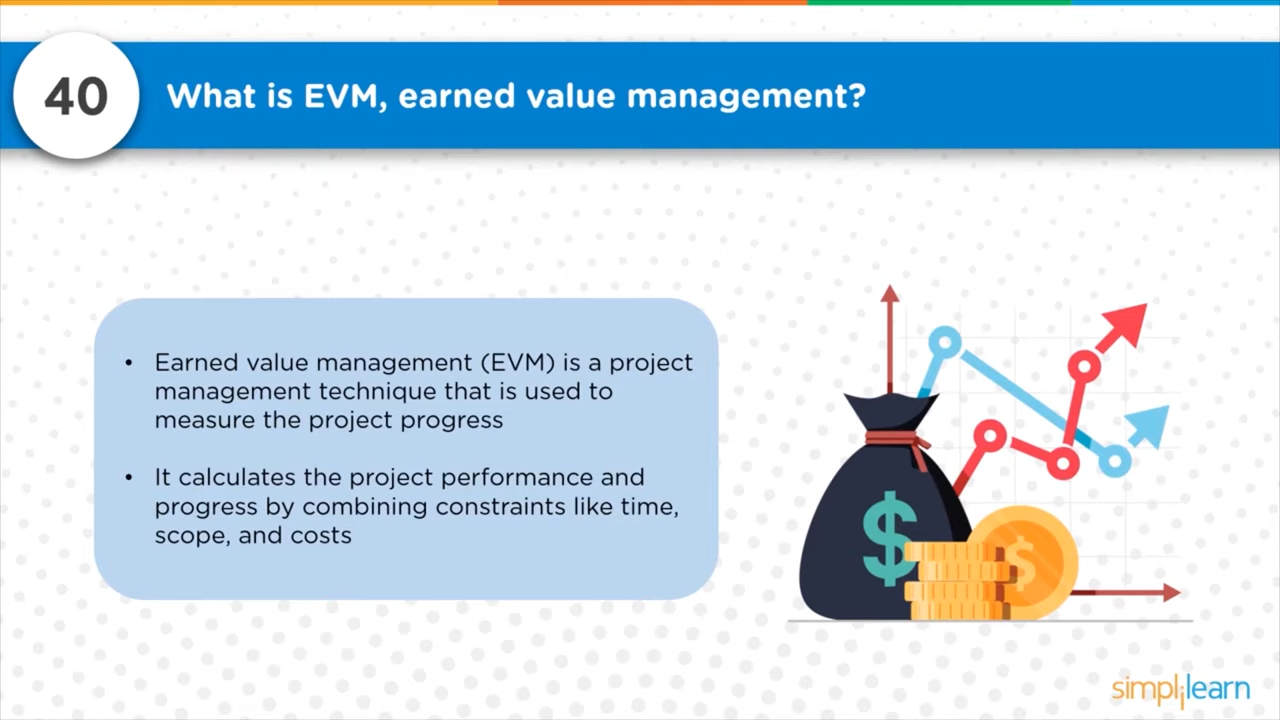 40
What is EVM, earned value management?
• Earned value management (EVM) is a project
management technique that is used to
measure the project progress
• It calculates the project performance and
progress by combining constraints like time,
scope, and costs
$
$
simplilearn